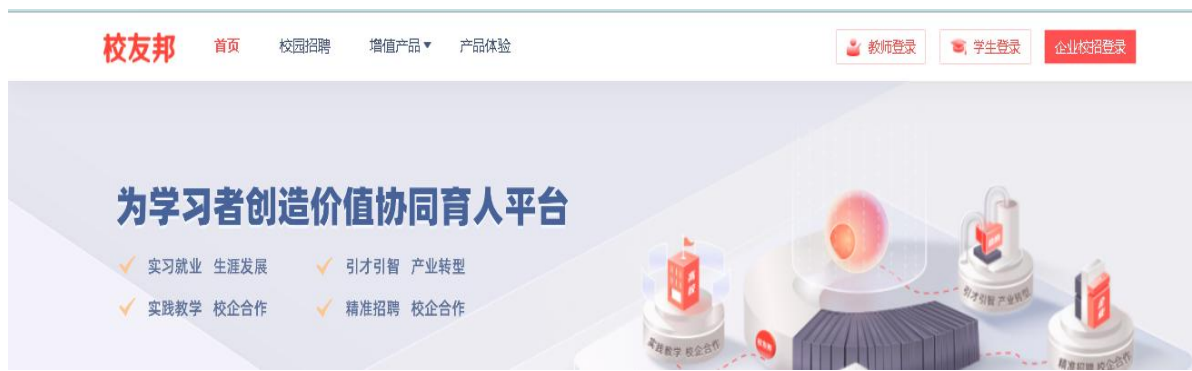 校友邦 首页 校园招聘 增值产品▼ 产品体验 教师登录 学生登录 企业校招登录
为学习者创造价值协同育人平台
实习就业 生涯发展 引才引智 产业转型
实践教学 校企合作 精准招聘 校企合作
高校
引才引智 产业转型
实践教学 校企合作
校友邦
精准招聘 校企合作